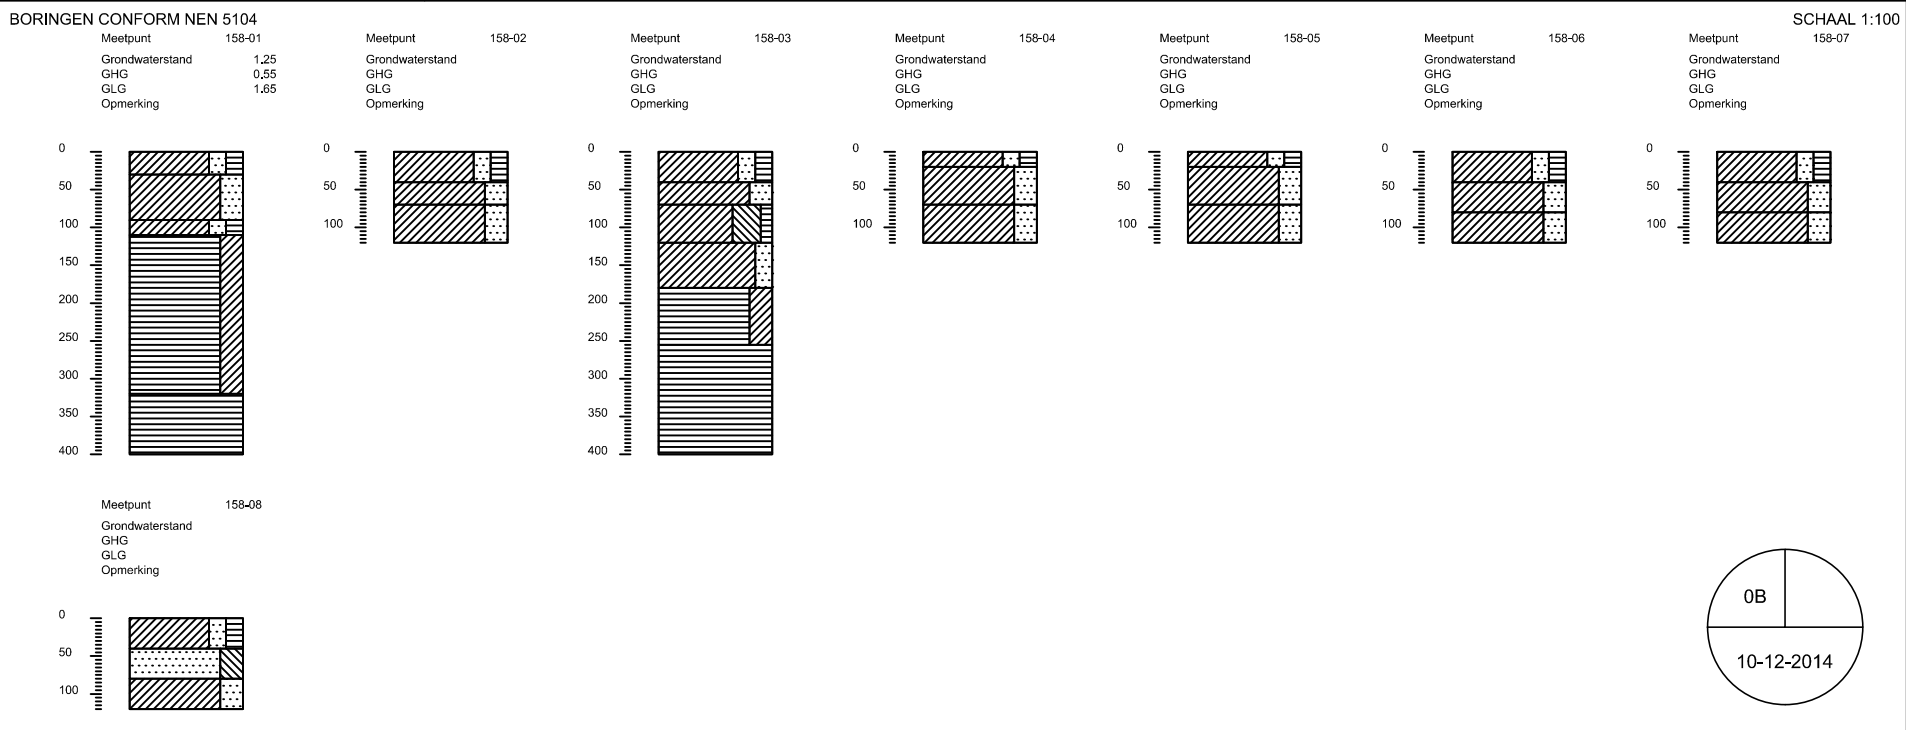 BORINGEN CONFORM NEN 5104
SCHAAL 1:100
Meetpunt 158-01
Grondwaterstand 1.25
GHG 0.55
GLG 1.65
Opmerking
0
50
100
150
200
250
300
350
400
Meetpunt 158-02
Grondwaterstand
GHG
GLG
Opmerking
0
50
100
Meetpunt 158-03
Grondwaterstand
GHG
GLG
Opmerking
0
50
100
150
200
250
300
350
400
Meetpunt 158-04
Grondwaterstand
GHG
GLG
Opmerking
0
50
100
Meetpunt 158-05
Grondwaterstand
GHG
GLG
Opmerking
0
50
100
Meetpunt 158-06
Grondwaterstand
GHG
GLG
Opmerking
0
50
100
Meetpunt 158-07
Grondwaterstand
GHG
GLG
Opmerking
0
50
100
Meetpunt 158-08
Grondwaterstand
GHG
GLG
Opmerking
0
50
100
0B
10-12-2014